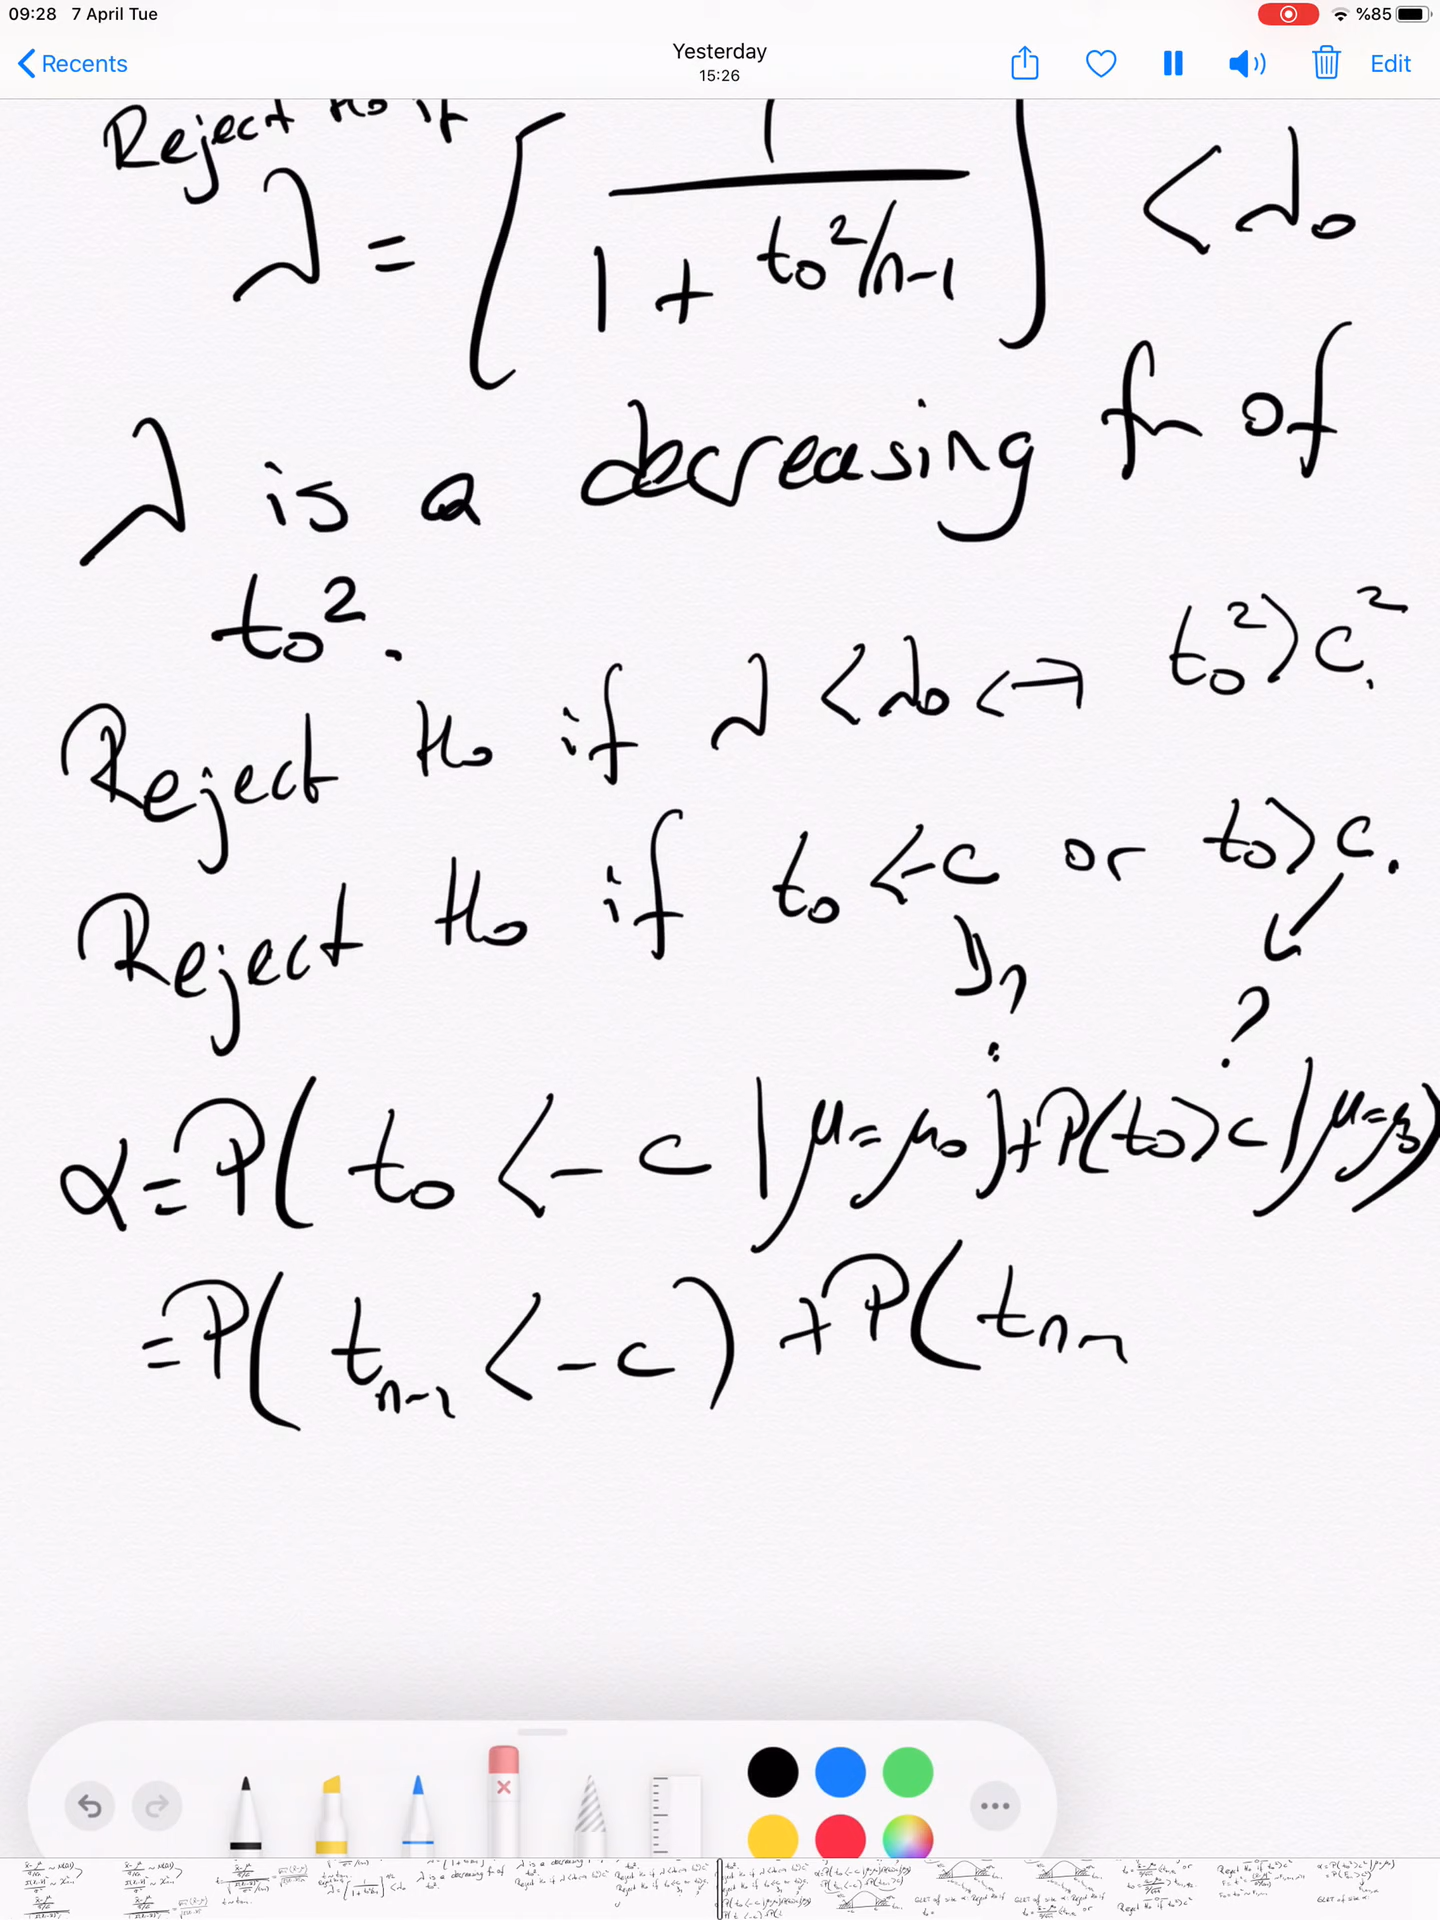 09:28 7 April Tue %85
Recents Yesterday Edit
15:26
Reject H₀ if
λ = [ 1 / (1 + t₀²/n-1) ] < λ₀
λ is a decreasing fn of
t₀².
Reject H₀ if λ < λ₀ <-> t₀² > c².
Reject H₀ if t₀ < -c or t₀ > c.
? ?
α = P( t₀ < -c | μ = μ₀ ) + P(t₀ > c | μ = μ₀)
= P( tₙ₋₁ < -c ) + P( tₙ₋